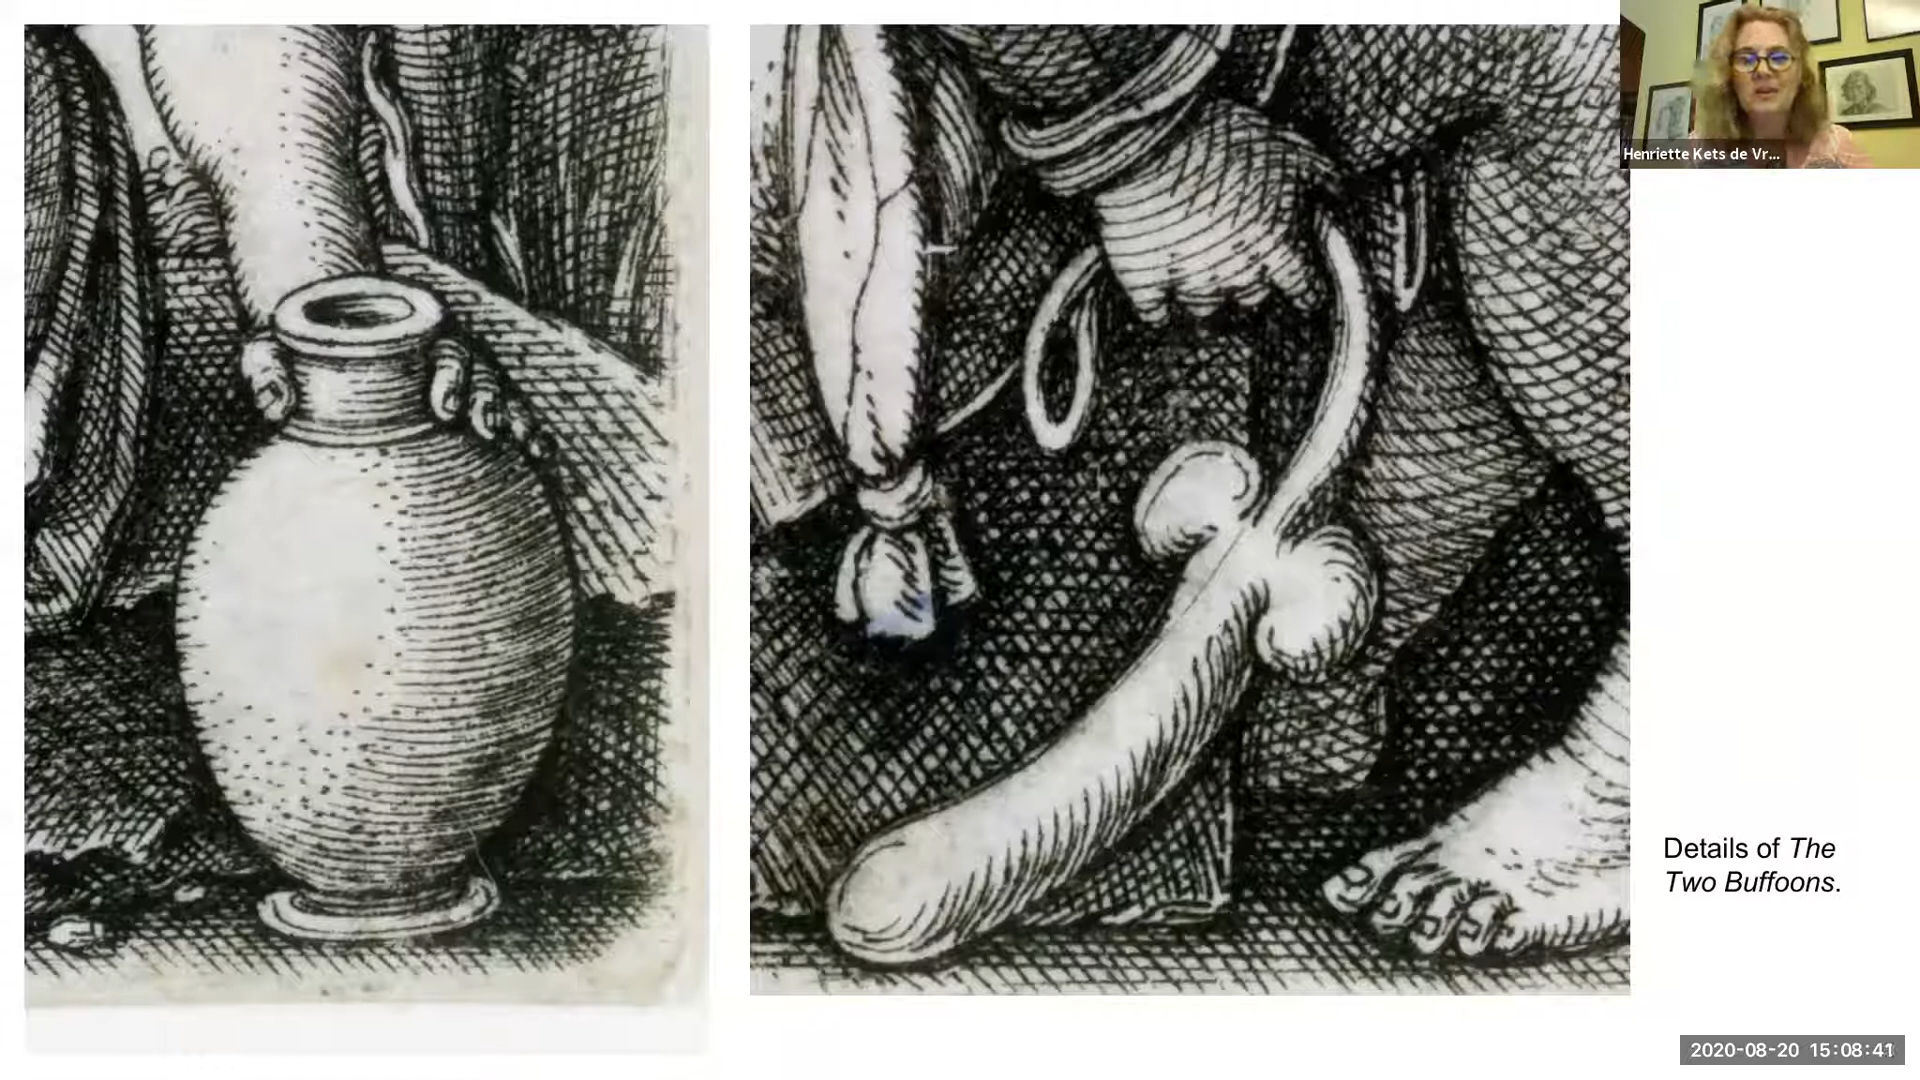 Henriette Kets de Vr...
Details of The
Two Buffoons.
2020-08-20 15:08:41